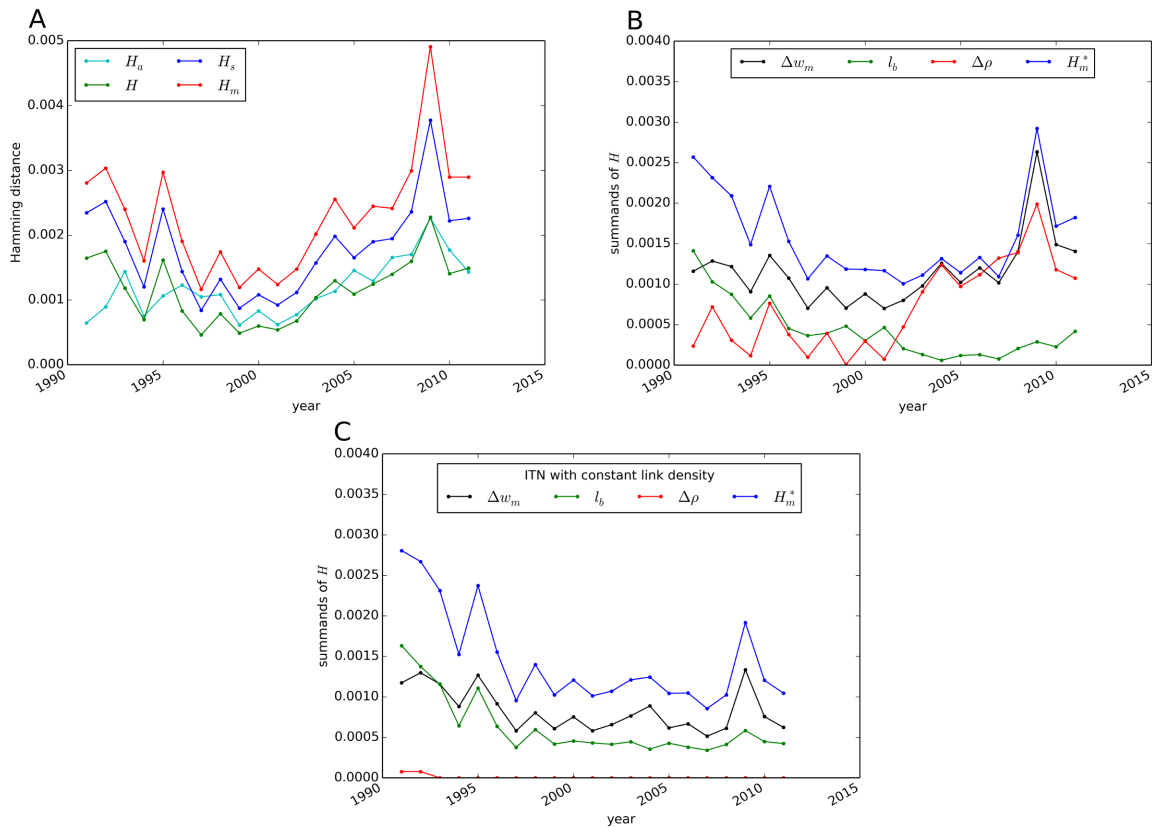 A
Hamming distance
0.005
0.004
0.003
0.002
0.001
0.000
H_a H_s
H H_m
1990 1995 2000 2005 2010 2015
year
B
summands of H
0.0040
0.0035
0.0030
0.0025
0.0020
0.0015
0.0010
0.0005
0.0000
Δw_m l_b Δρ H_m^*
1990 1995 2000 2005 2010 2015
year
C
summands of H
0.0040
0.0035
0.0030
0.0025
0.0020
0.0015
0.0010
0.0005
0.0000
ITN with constant link density
Δw_m l_b Δρ H_m^*
1990 1995 2000 2005 2010 2015
year